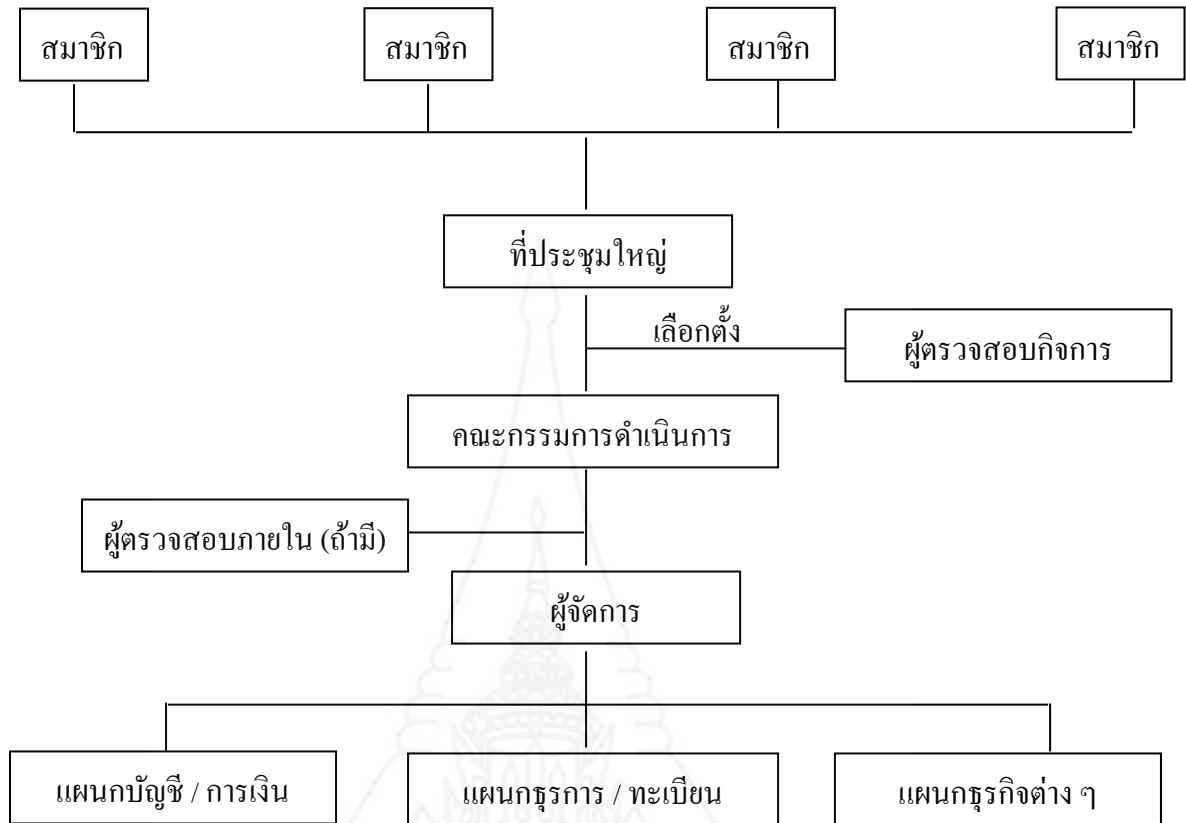 สมาชิก
สมาชิก
สมาชิก
สมาชิก
ที่ประชุมใหญ่
เลือกตั้ง
ผู้ตรวจสอบกิจการ
คณะกรรมการดำเนินการ
ผู้ตรวจสอบภายใน (ถ้ามี)
ผู้จัดการ
แผนกบัญชี / การเงิน
แผนกธุรการ / ทะเบียน
แผนกธุรกิจต่าง ๆ